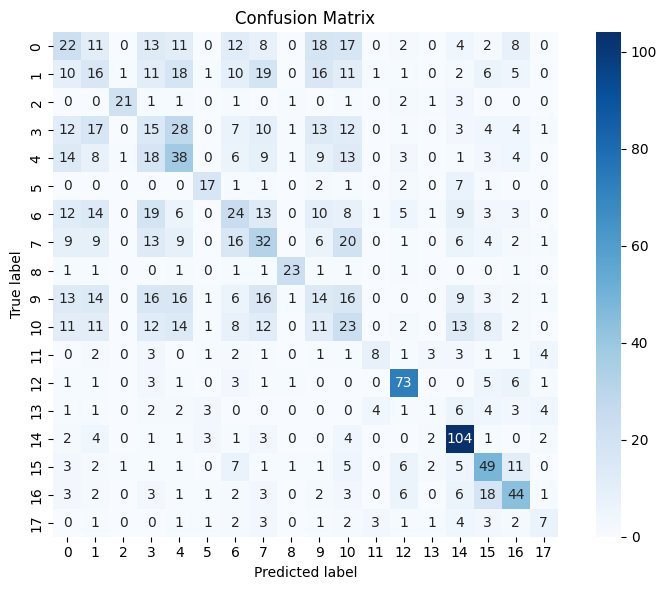 Confusion Matrix
0 22 11 0 13 11 0 12 8 0 18 17 0 2 0 4 2 8 0
1 10 16 1 11 18 1 10 19 0 16 11 1 1 0 2 6 5 0
2 0 0 21 1 1 0 1 0 1 0 1 0 2 1 3 0 0 0
3 12 17 0 15 28 0 7 10 0 13 12 0 1 0 3 4 4 1
4 14 8 1 18 38 0 6 9 1 9 13 0 3 0 1 3 4 0
5 0 0 0 0 0 17 1 1 0 2 1 0 2 0 7 1 0 0
6 12 14 0 19 6 0 24 13 0 10 8 1 5 1 9 3 3 0
7 9 9 0 13 9 0 16 32 0 6 20 0 1 0 6 4 2 1
8 1 1 0 0 1 0 0 1 23 1 1 0 1 0 0 0 1 0
9 13 14 0 16 16 1 6 16 1 14 16 0 0 0 9 3 2 1
10 11 11 0 12 14 1 8 12 0 11 23 0 2 0 13 8 2 0
11 0 2 0 3 0 1 2 1 0 1 1 8 1 3 3 1 1 4
12 1 1 0 3 1 0 3 1 1 0 0 0 73 0 0 5 6 1
13 1 1 0 2 2 3 0 0 0 0 0 4 1 1 6 4 3 4
14 2 4 0 1 1 3 1 3 0 0 4 0 0 2 104 1 0 2
15 3 2 1 1 1 0 7 1 1 1 5 0 6 2 5 49 11 0
16 3 2 0 3 1 1 2 3 0 2 3 0 6 0 6 18 44 1
17 0 1 0 0 1 1 2 3 0 1 2 3 1 1 4 3 2 7
0 1 2 3 4 5 6 7 8 9 10 11 12 13 14 15 16 17
Predicted label
True label
100
80
60
40
20
0